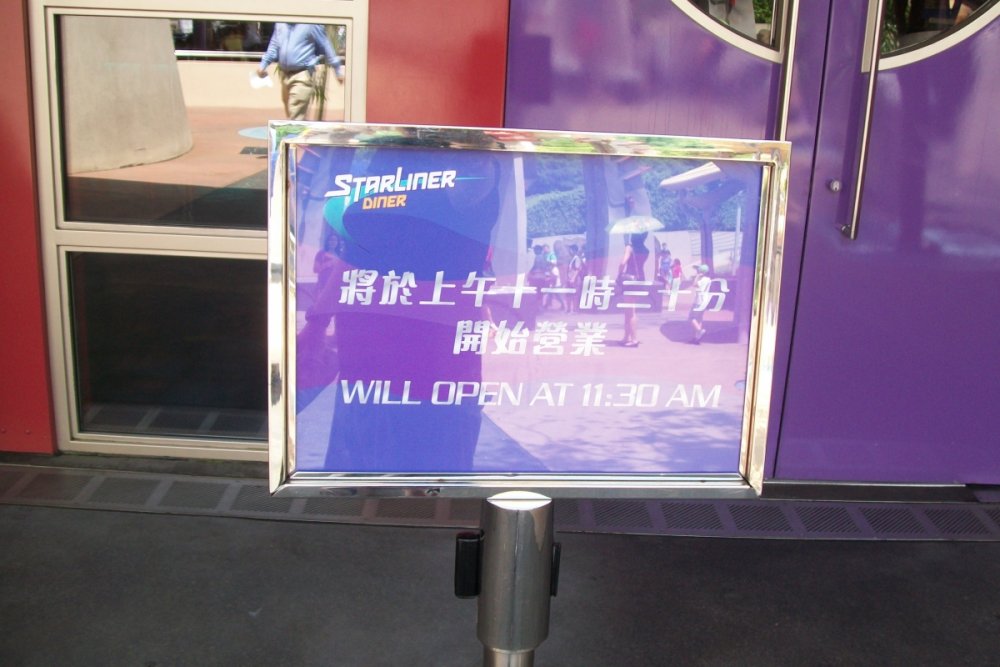 STARLINER
DINER
將於上午十一時三十分
開始營業
WILL OPEN AT 11:30 AM